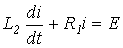 L₂ di/dt + R₁i = E